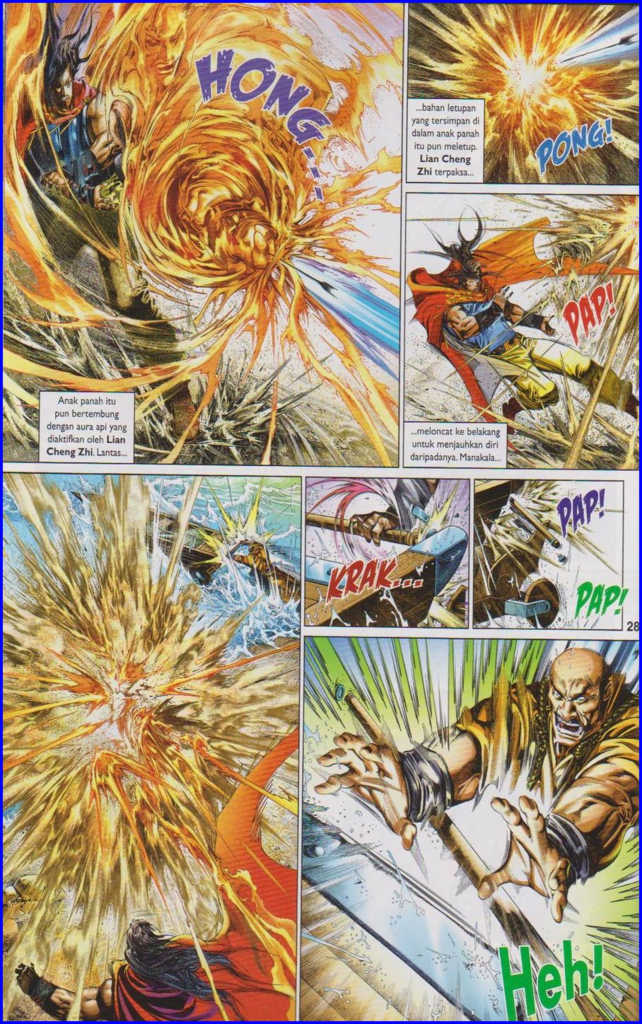 HONG...
Anak panah itu
pun bertembung
dengan aura api yang
diaktifkan oleh Lian
Cheng Zhi. Lantas...
...bahan letupan
yang tersimpan di
dalam anak panah
itu pun meletup.
Lian Cheng
Zhi terpaksa...
PONG!
PAP!
...meloncat ke belakang
untuk menjauhkan diri
daripadanya. Manakala...
KRAK...
PAP!
PAP!
28
Heh!